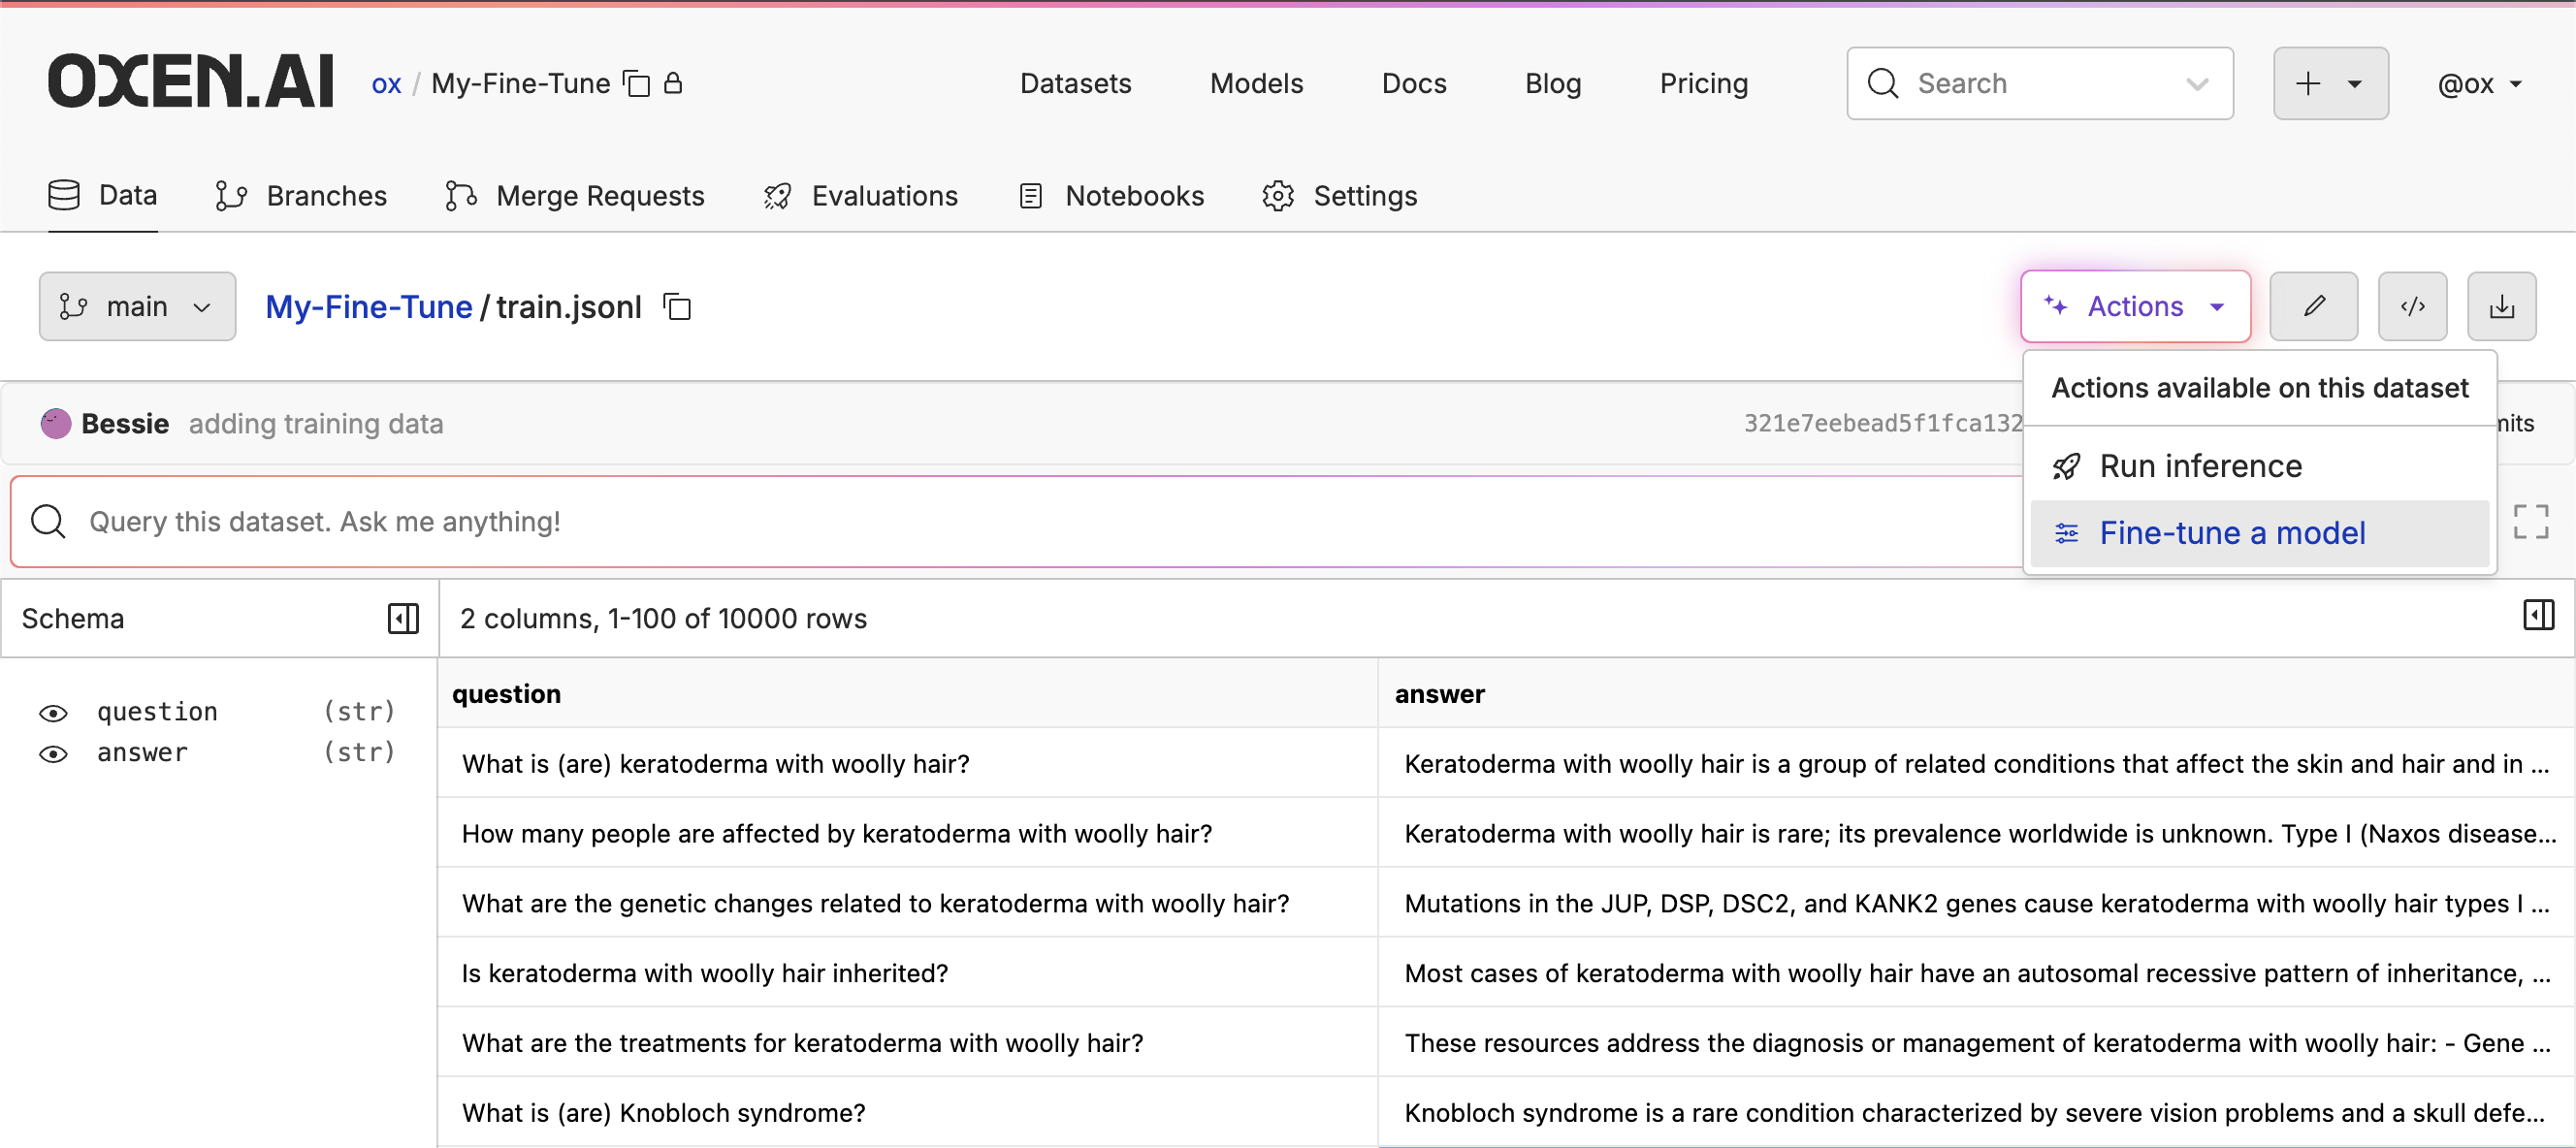 OXEN.AI ox / My-Fine-Tune Datasets Models Docs Blog Pricing Search + @ox
Data Branches Merge Requests Evaluations Notebooks Settings
main My-Fine-Tune / train.jsonl Actions </>
Actions available on this dataset
Bessie adding training data 321e7eebead5f1fca132
Run inference
Query this dataset. Ask me anything!
Fine-tune a model
Schema 2 columns, 1-100 of 10000 rows
question answer
question (str)
answer (str)
What is (are) keratoderma with woolly hair? Keratoderma with woolly hair is a group of related conditions that affect the skin and hair and in ...
How many people are affected by keratoderma with woolly hair? Keratoderma with woolly hair is rare; its prevalence worldwide is unknown. Type I (Naxos disease...
What are the genetic changes related to keratoderma with woolly hair? Mutations in the JUP, DSP, DSC2, and KANK2 genes cause keratoderma with woolly hair types I ...
Is keratoderma with woolly hair inherited? Most cases of keratoderma with woolly hair have an autosomal recessive pattern of inheritance, ...
What are the treatments for keratoderma with woolly hair? These resources address the diagnosis or management of keratoderma with woolly hair: - Gene ...
What is (are) Knobloch syndrome? Knobloch syndrome is a rare condition characterized by severe vision problems and a skull defe...